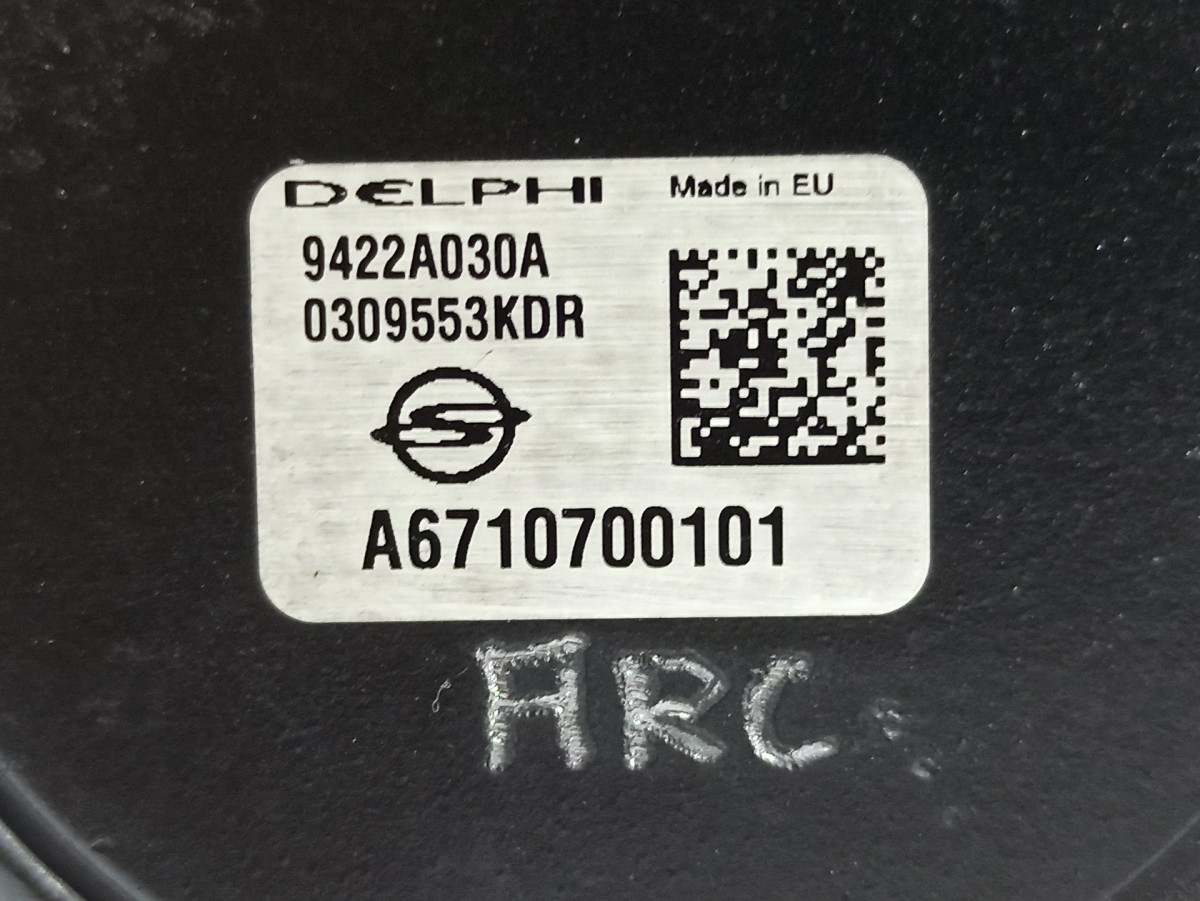 DELPHI Made in EU
9422A030A
0309553KDR
A6710700101
ARC